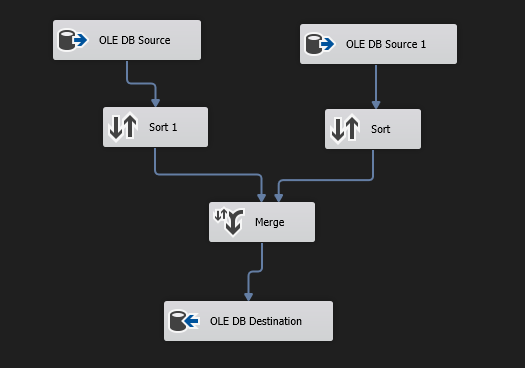 OLE DB Source
OLE DB Source 1
Sort 1
Sort
Merge
OLE DB Destination